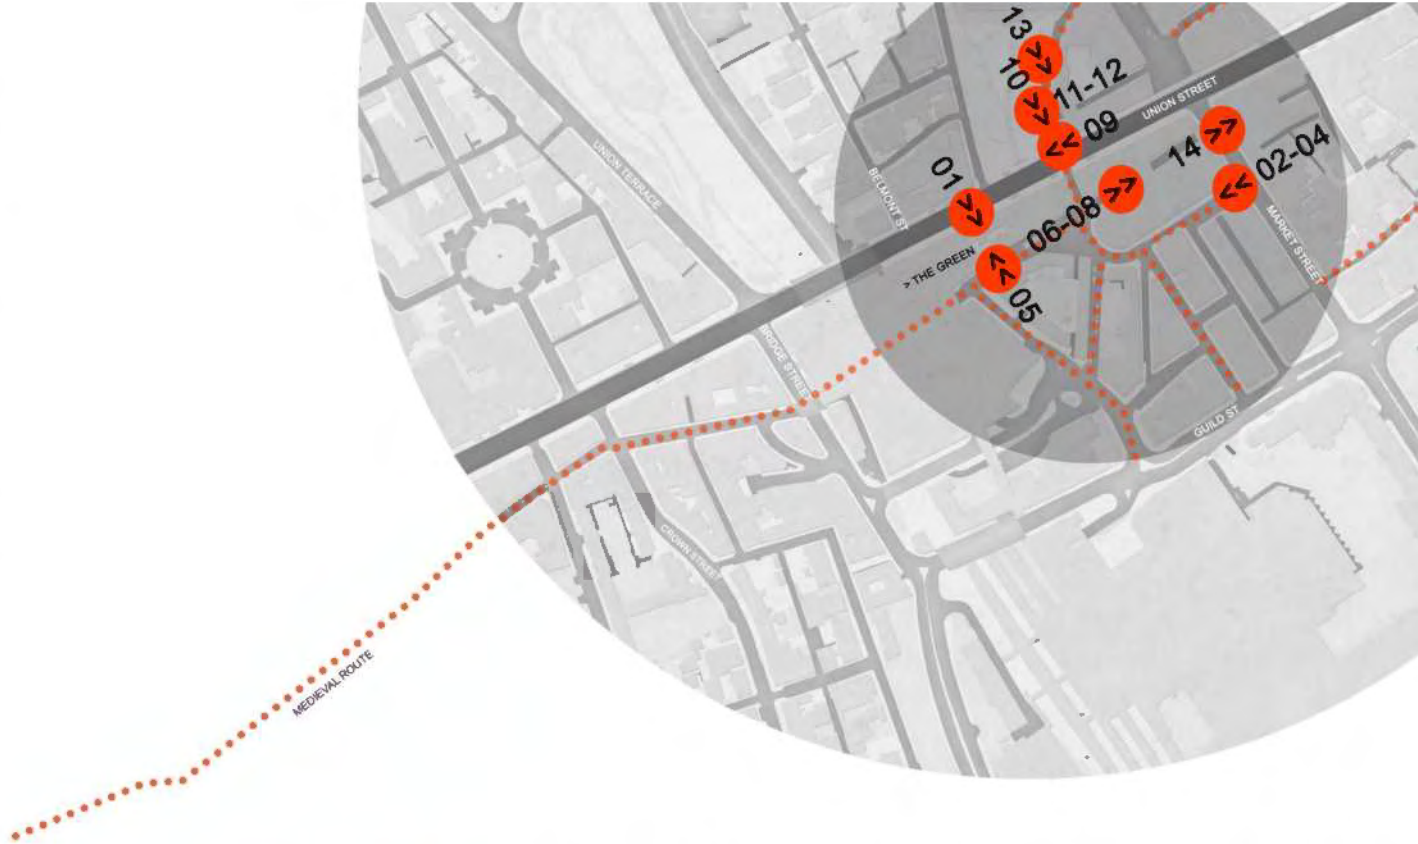 13
10
11-12
UNION STREET
09
14
02-04
UNION TERRACE
BELMONT ST
01
06-08
MARKET STREET
> THE GREEN
05
BRIDGE STREET
GUILD ST
CROWN STREET
MEDIEVAL ROUTE